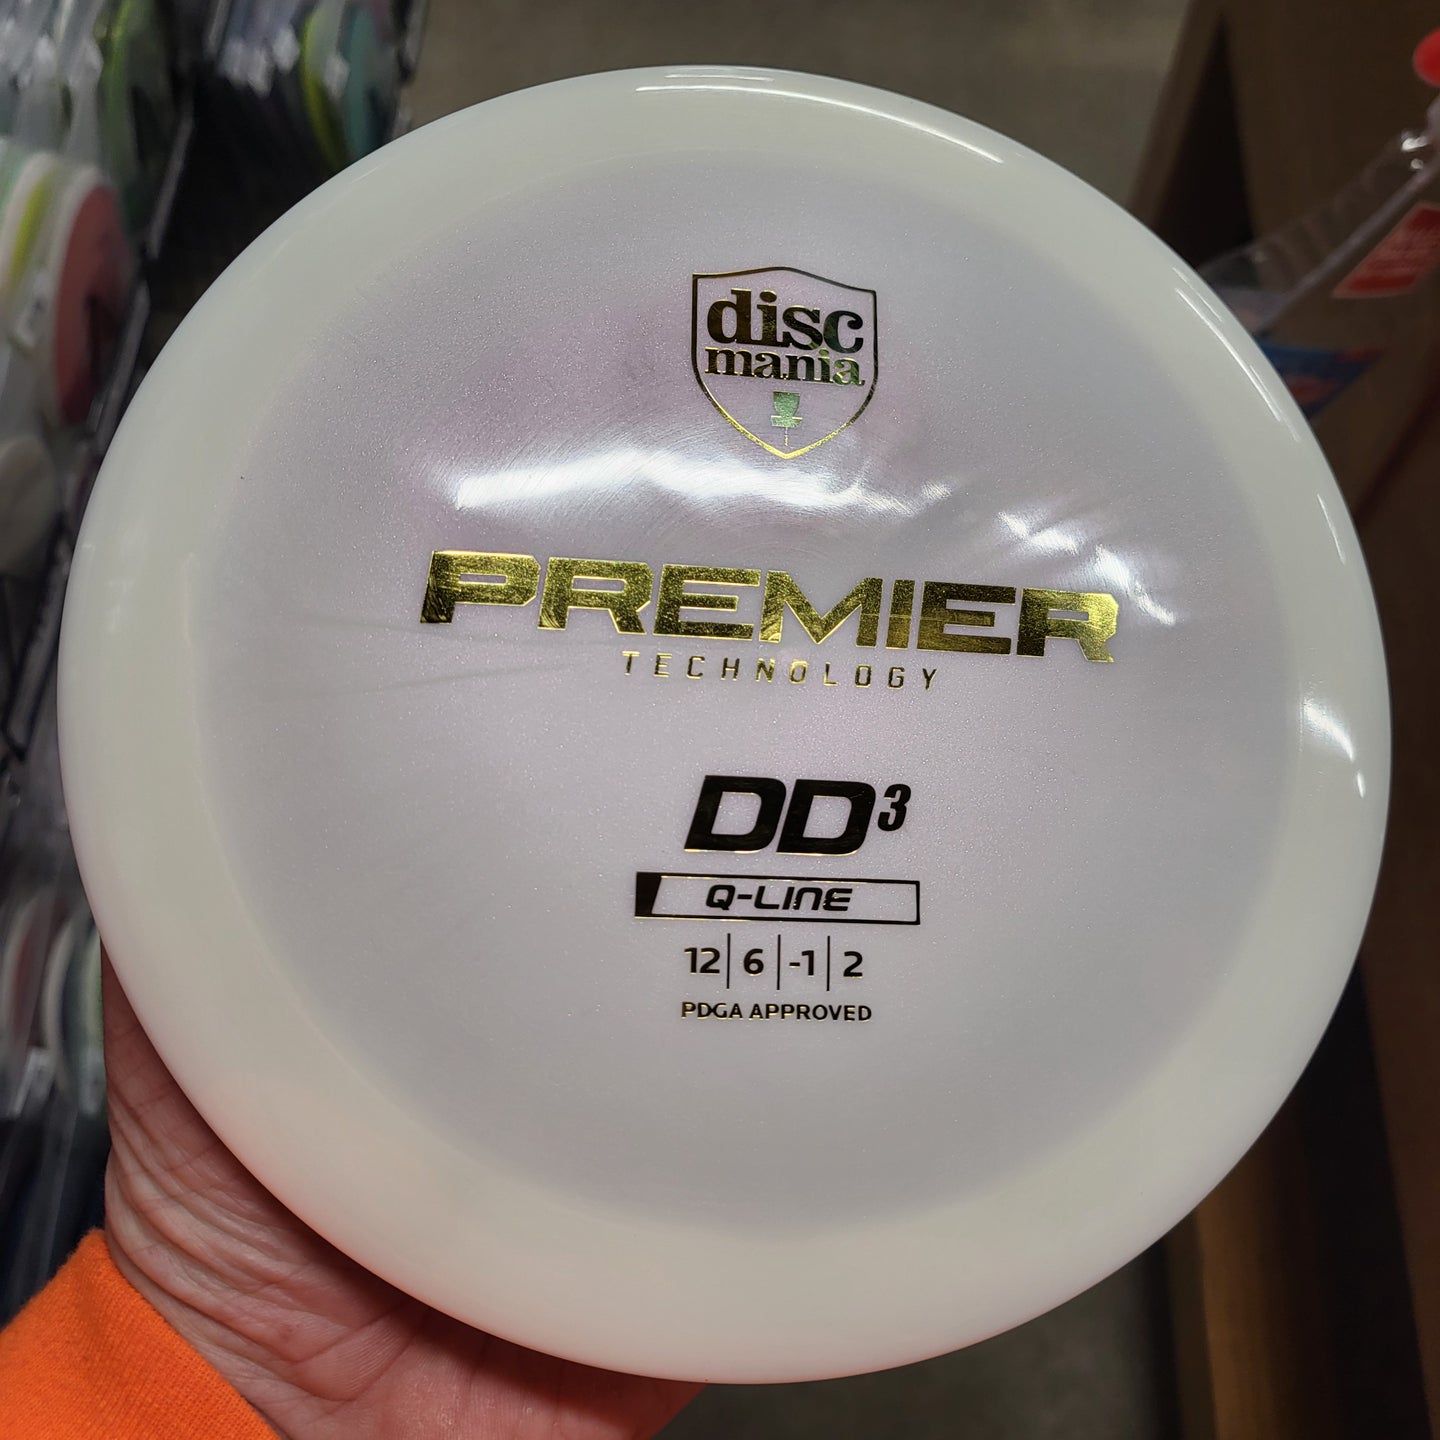 disc
mania
PREMIER
TECHNOLOGY
DD³
Q-LINE
12 | 6 | -1 | 2
PDGA APPROVED